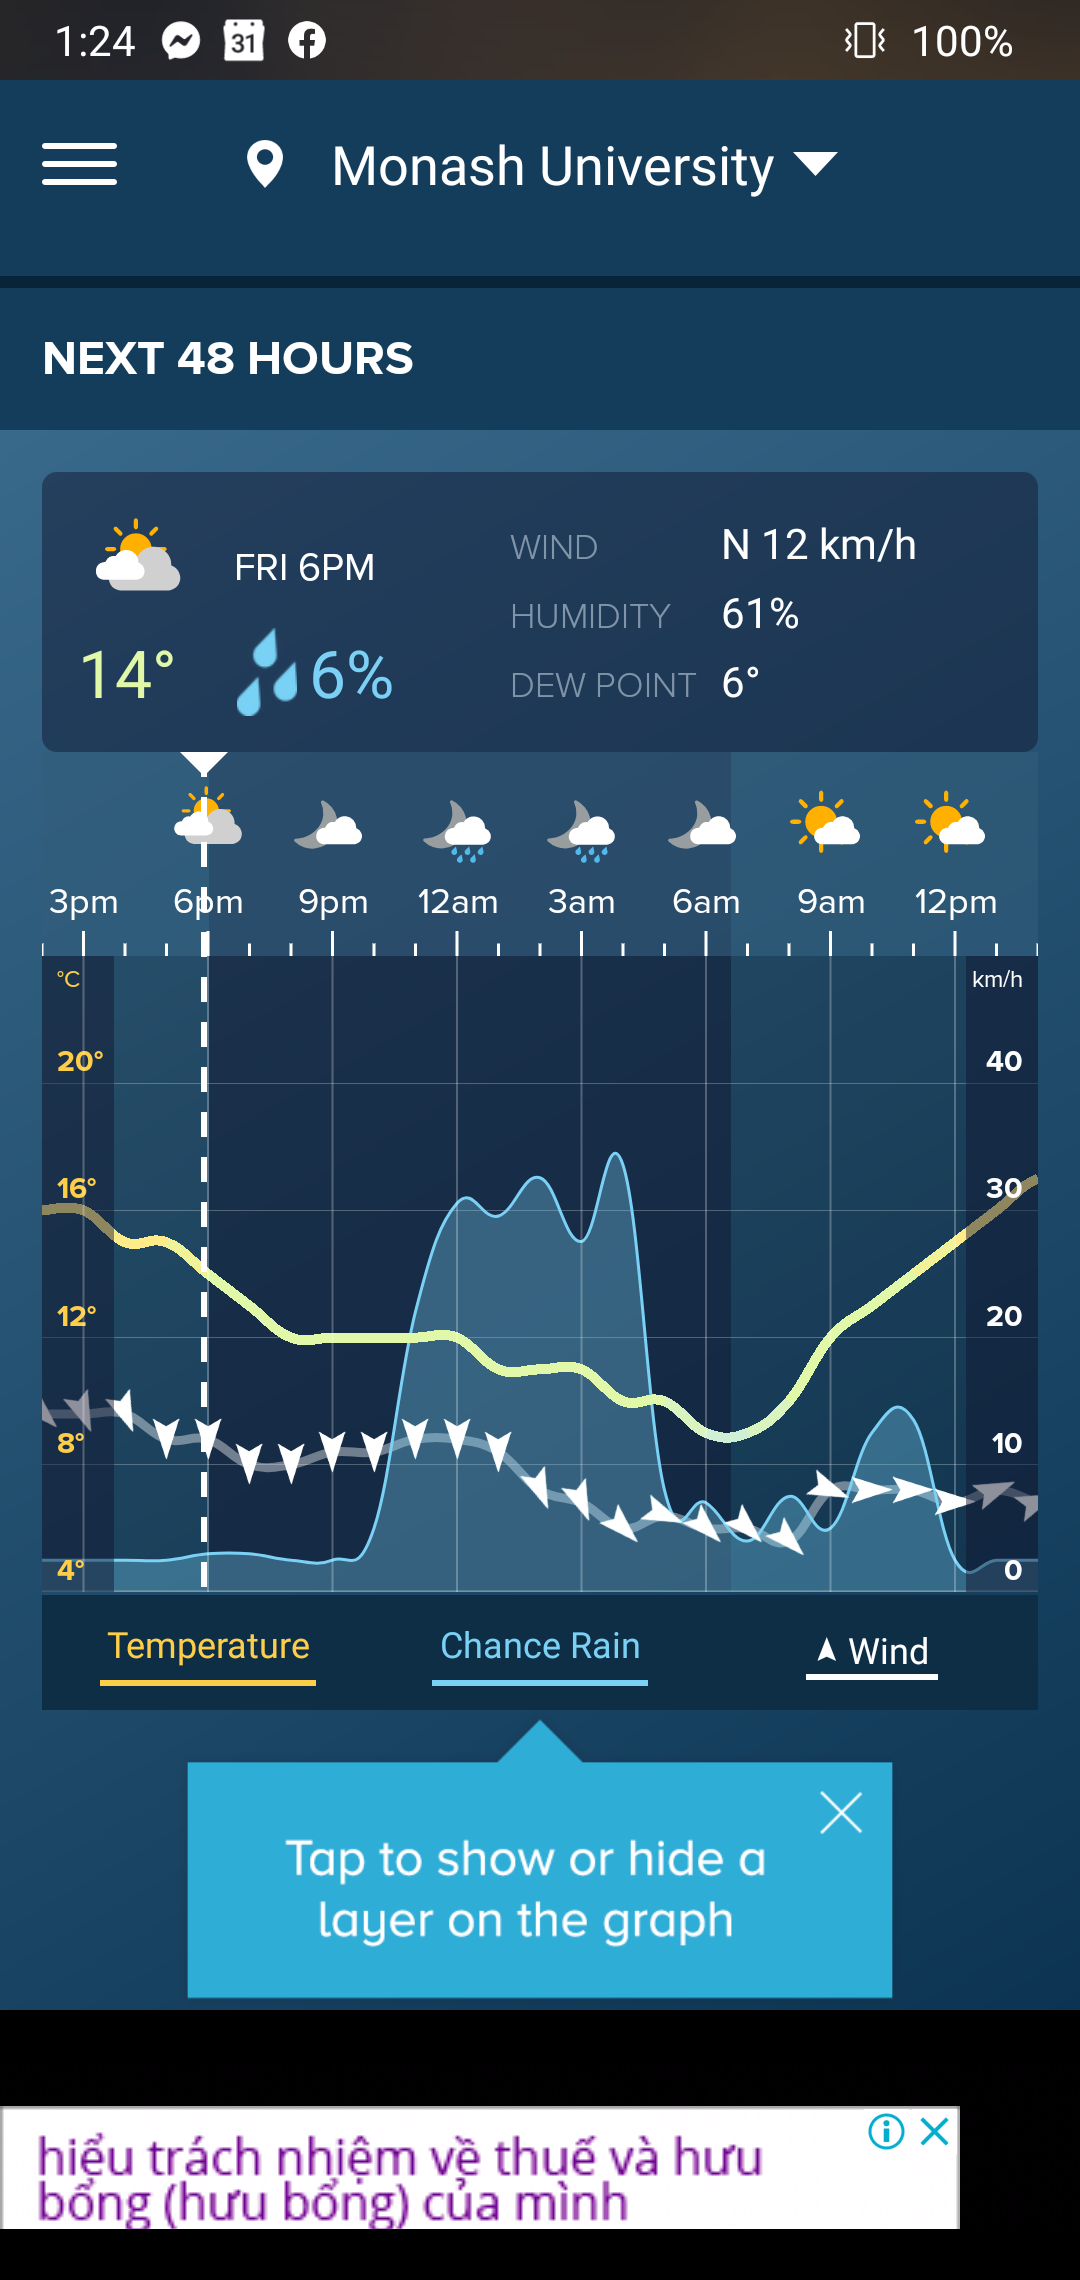 1:24 31 100%
Monash University
NEXT 48 HOURS
FRI 6PM
14° 6%
WIND N 12 km/h
HUMIDITY 61%
DEW POINT 6°
3pm 6pm 9pm 12am 3am 6am 9am 12pm
°C km/h
20° 40
16° 30
12° 20
8° 10
4° 0
Temperature Chance Rain Wind
Tap to show or hide a
layer on the graph
hiểu trách nhiệm về thuế và hưu
bổng (hưu bổng) của mình